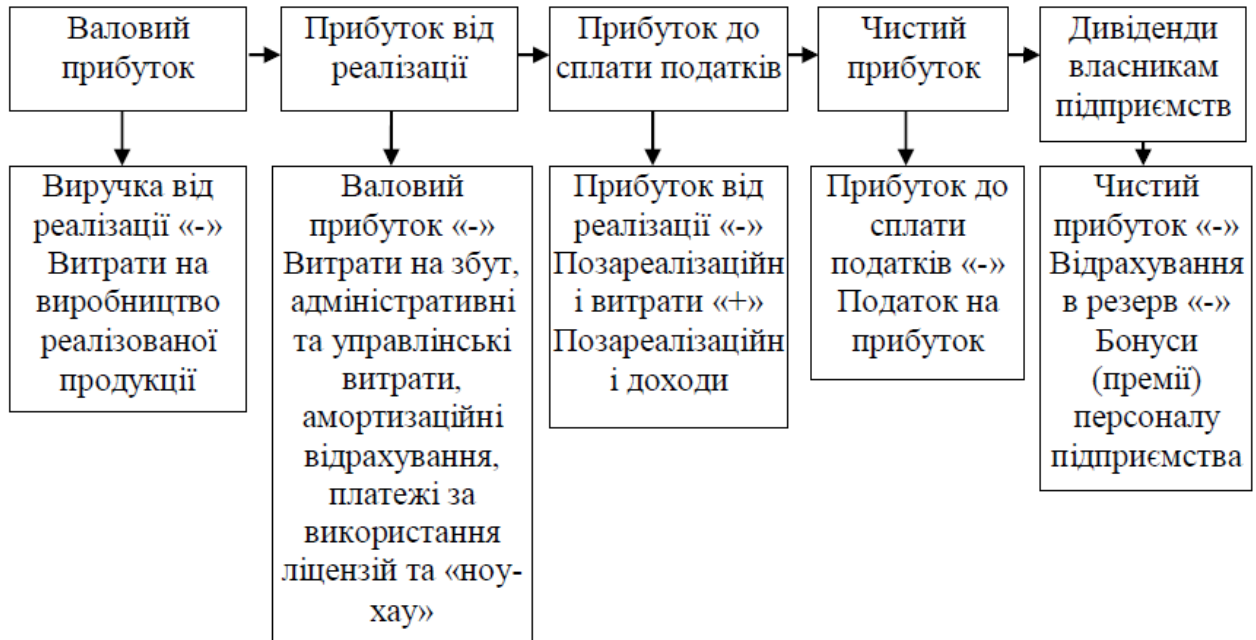 Валовий
прибуток
Прибуток від
реалізації
Прибуток до
сплати податків
Чистий
прибуток
Дивіденди
власникам
підприємств
Виручка від
реалізації «-»
Витрати на
виробництво
реалізованої
продукції
Валовий
прибуток «-»
Витрати на збут,
адміністративні
та управлінські
витрати,
амортизаційні
відрахування,
платежі за
використання
ліцензій та «ноу-
хау»
Прибуток від
реалізації «-»
Позареалізаційн
і витрати «+»
Позареалізаційн
і доходи
Прибуток до
сплати
податків «-»
Податок на
прибуток
Чистий
прибуток «-»
Відрахування
в резерв «-»
Бонуси
(премії)
персоналу
підприємства